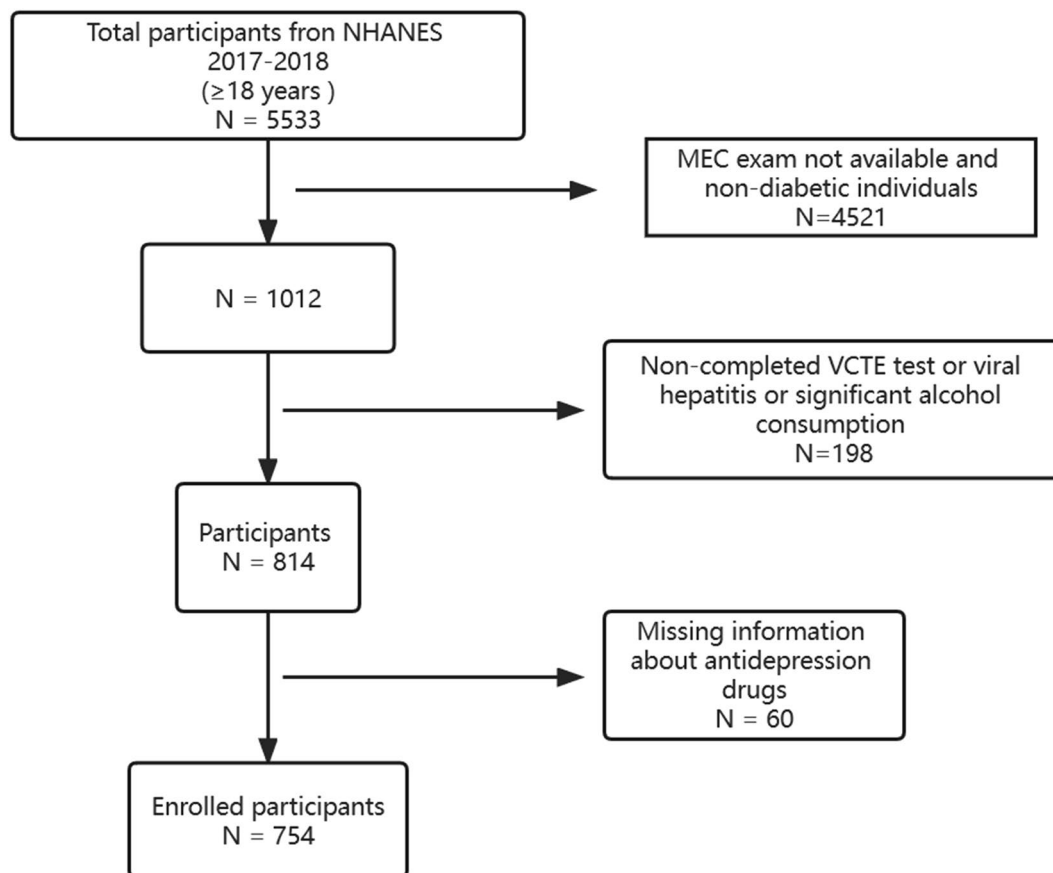 Total participants fron NHANES
2017-2018
(≥18 years )
N = 5533
MEC exam not available and
non-diabetic individuals
N=4521
N = 1012
Non-completed VCTE test or viral
hepatitis or significant alcohol
consumption
N=198
Participants
N = 814
Missing information
about antidepression
drugs
N = 60
Enrolled participants
N = 754